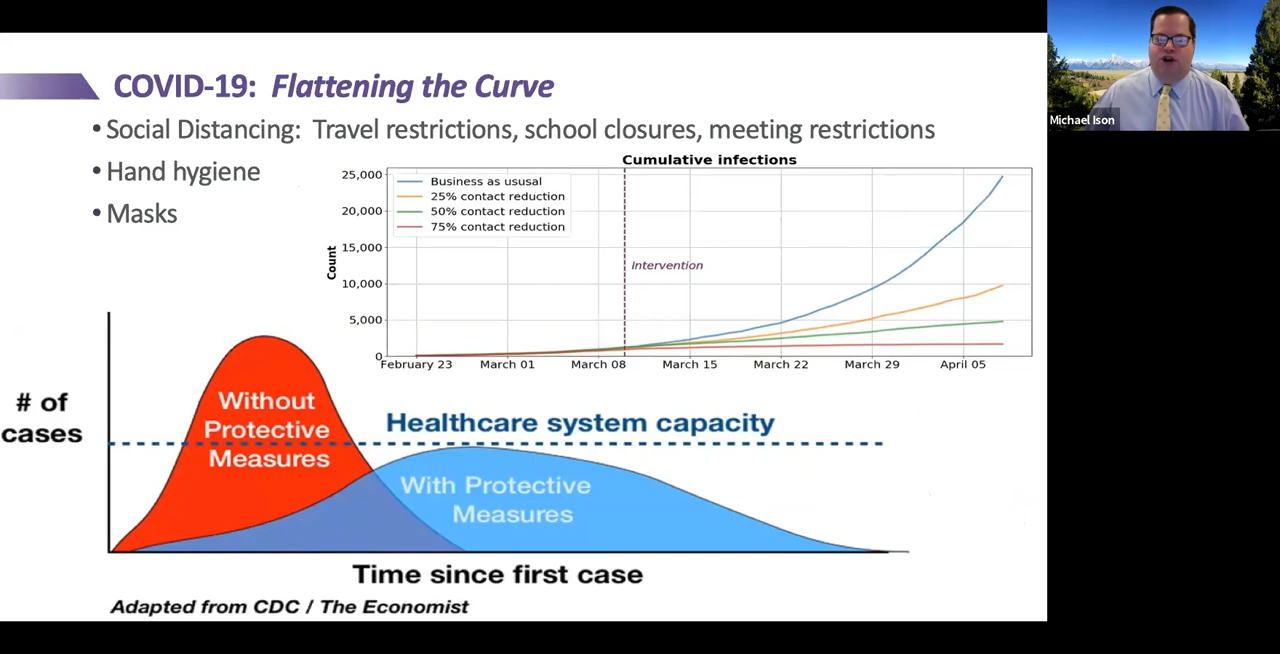 COVID-19: Flattening the Curve
• Social Distancing: Travel restrictions, school closures, meeting restrictions
• Hand hygiene
• Masks
Cumulative infections
25,000
20,000
15,000
10,000
5,000
0
Count
Business as ususal
25% contact reduction
50% contact reduction
75% contact reduction
Intervention
February 23 March 01 March 08 March 15 March 22 March 29 April 05
# of
cases
Without
Protective
Measures
Healthcare system capacity
With Protective
Measures
Time since first case
Adapted from CDC / The Economist
Michael Ison